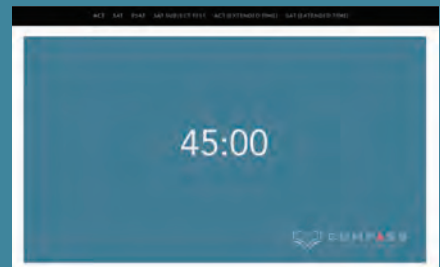 ACT SAT PSAT SAT SUBJECT TEST ACT (EXTENDED TIME) SAT (EXTENDED TIME)
45:00
COMPASS